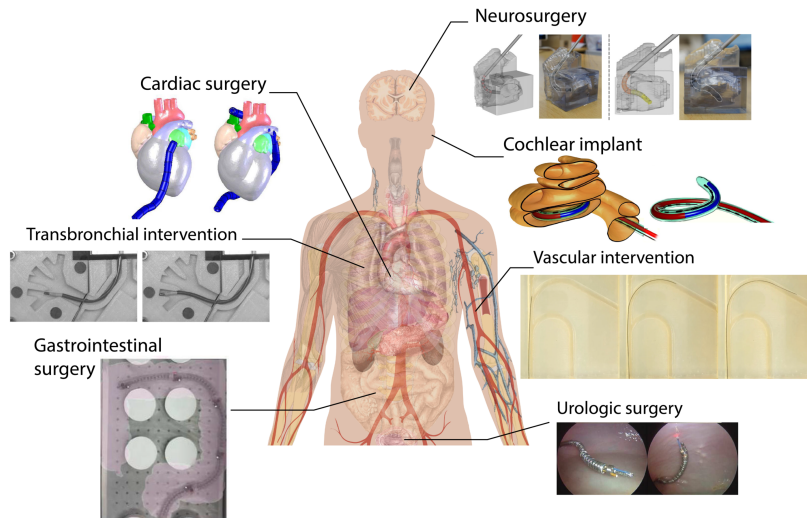 Neurosurgery
Cardiac surgery
Cochlear implant
Transbronchial intervention
Vascular intervention
Gastrointestinal
surgery
Urologic surgery